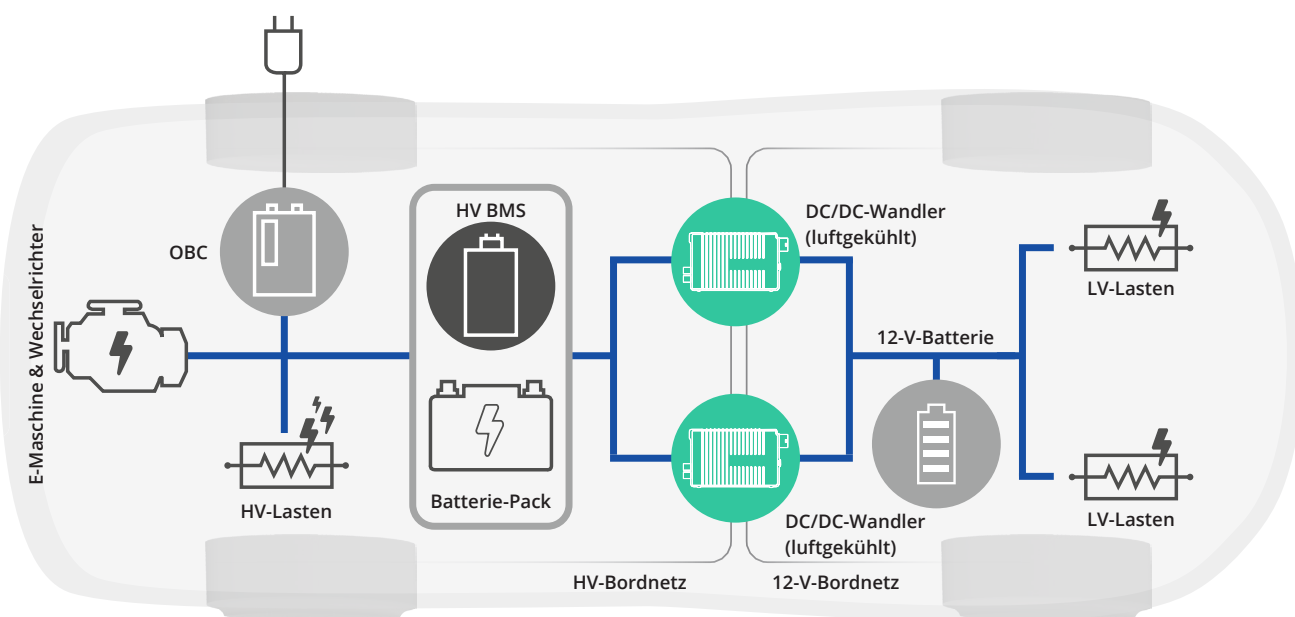 HV BMS
DC/DC-Wandler
(luftgekühlt)
OBC
E-Maschine & Wechselrichter
LV-Lasten
12-V-Batterie
Batterie-Pack
HV-Lasten
DC/DC-Wandler
(luftgekühlt)
LV-Lasten
HV-Bordnetz
12-V-Bordnetz